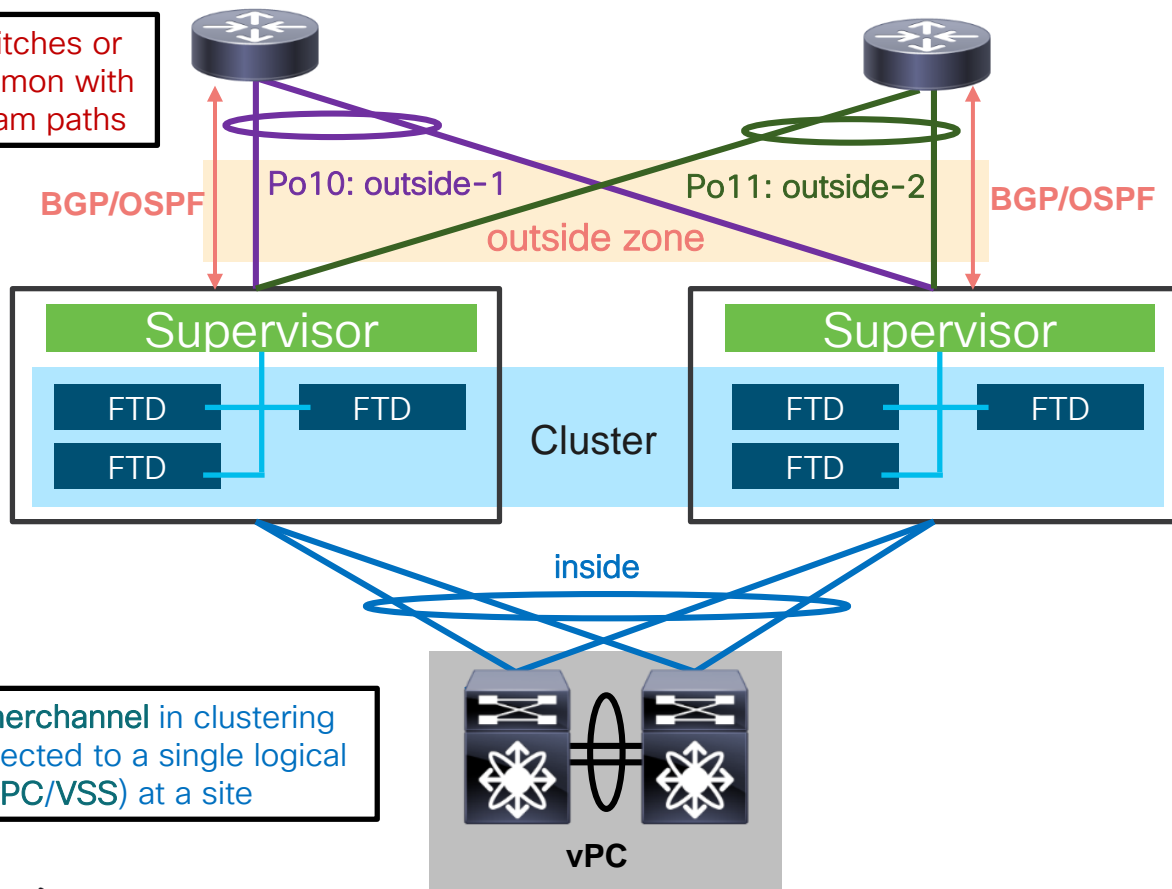 itches or
mon with
am paths
BGP/OSPF
Po10: outside-1
Po11: outside-2
BGP/OSPF
outside zone
Supervisor
Supervisor
FTD
FTD
FTD
FTD
Cluster
FTD
FTD
inside
herchannel in clustering
ected to a single logical
PC/VSS) at a site
vPC